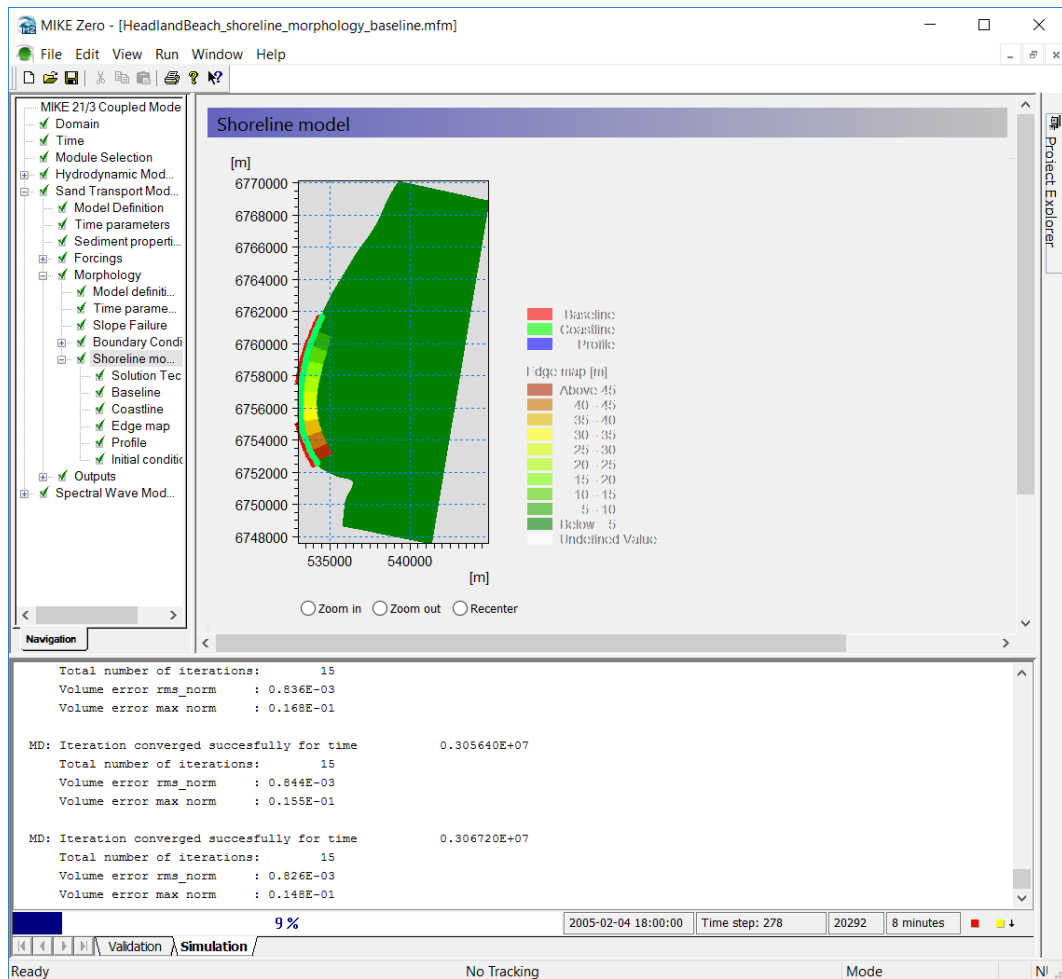 MIKE Zero - [HeadlandBeach_shoreline_morphology_baseline.mfm]
File Edit View Run Window Help
MIKE 21/3 Coupled Mode
Domain
Time
Module Selection
Hydrodynamic Mod...
Sand Transport Mod...
Model Definition
Time parameters
Sediment properti...
Forcings
Morphology
Model definiti...
Time parame...
Slope Failure
Boundary Condi
Shoreline mo...
Solution Tec
Baseline
Coastline
Edge map
Profile
Initial conditic
Outputs
Spectral Wave Mod...
Navigation
Shoreline model
[m]
6770000
6768000
6766000
6764000
6762000
6760000
6758000
6756000
6754000
6752000
6750000
6748000
535000 540000
[m]
Baseline
Coastline
Profile
Edge map [m]
Above 45
40 - 45
35 - 40
30 - 35
25 - 30
20 - 25
15 - 20
10 - 15
5 - 10
Below 5
Undefined Value
Zoom in Zoom out Recenter
Project Explorer
Total number of iterations: 15
Volume error rms_norm : 0.836E-03
Volume error max norm : 0.168E-01
MD: Iteration converged succesfully for time 0.305640E+07
Total number of iterations: 15
Volume error rms_norm : 0.844E-03
Volume error max norm : 0.155E-01
MD: Iteration converged succesfully for time 0.306720E+07
Total number of iterations: 15
Volume error rms_norm : 0.826E-03
Volume error max norm : 0.148E-01
9 % 2005-02-04 18:00:00 Time step: 278 20292 8 minutes
Validation Simulation
Ready No Tracking Mode